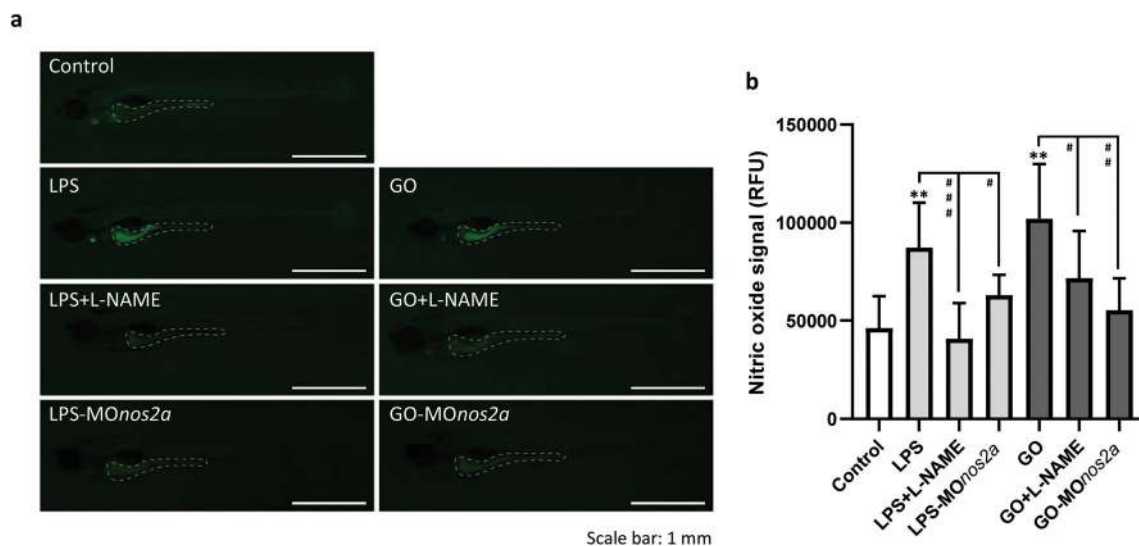 a
Control
LPS
GO
LPS+L-NAME
GO+L-NAME
LPS-MOnos2a
GO-MOnos2a
Scale bar: 1 mm
b
Nitric oxide signal (RFU)
150000
100000
50000
0
**
#
#
#
#
**
#
#
#
Control
LPS
LPS+L-NAME
LPS-MOnos2a
GO
GO+L-NAME
GO-MOnos2a